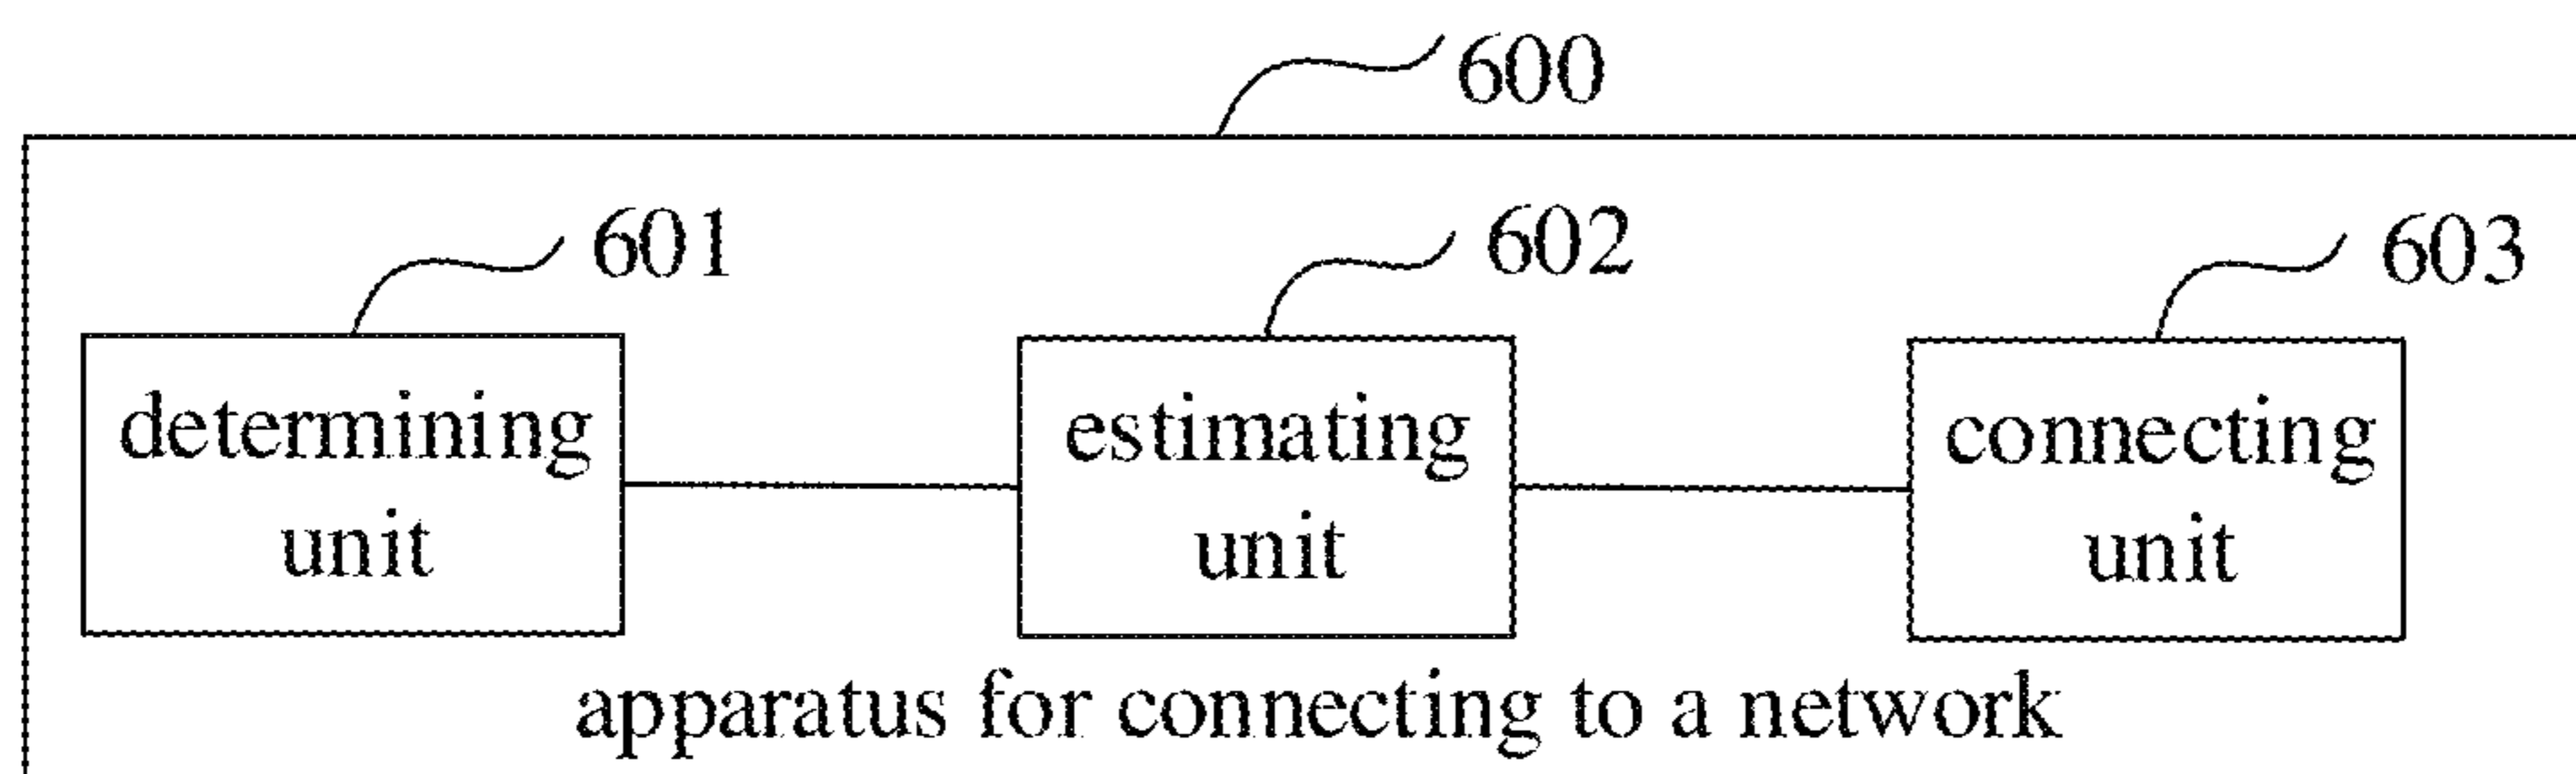 600
601
602
603
determining
unit
estimating
unit
connecting
unit
apparatus for connecting to a network